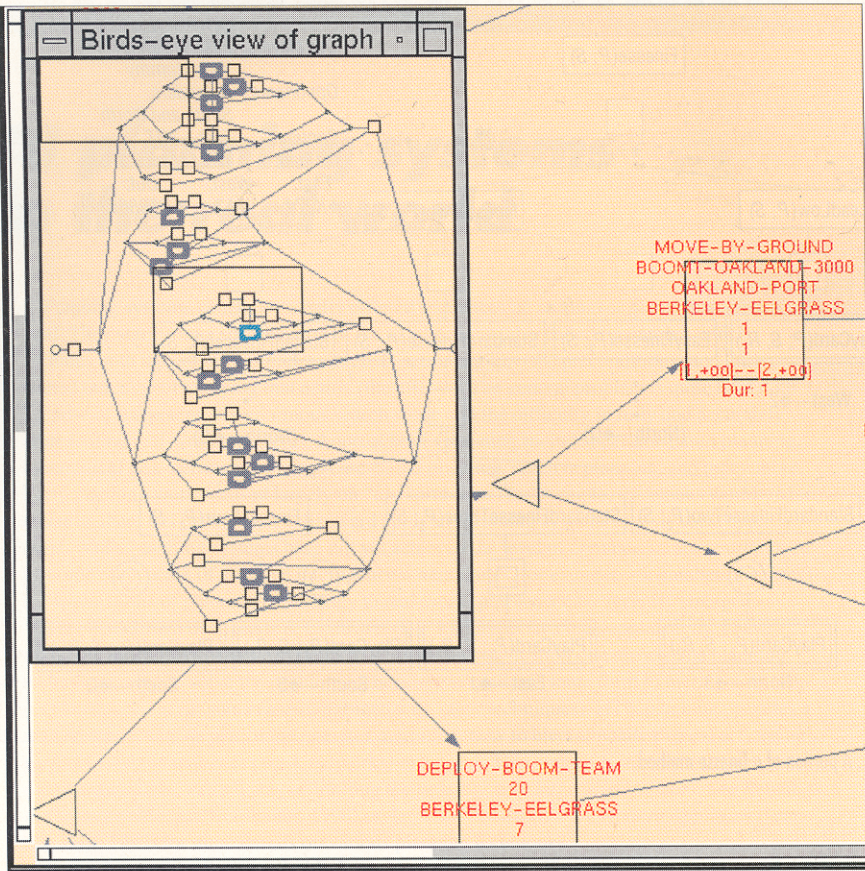 Birds-eye view of graph
MOVE-BY-GROUND
BOOM1-OAKLAND-3000
OAKLAND-PORT
BERKELEY-EELGRASS
1
1
[1,+oo]--[2,+oo]
Dur: 1
DEPLOY-BOOM-TEAM
20
BERKELEY-EELGRASS
7